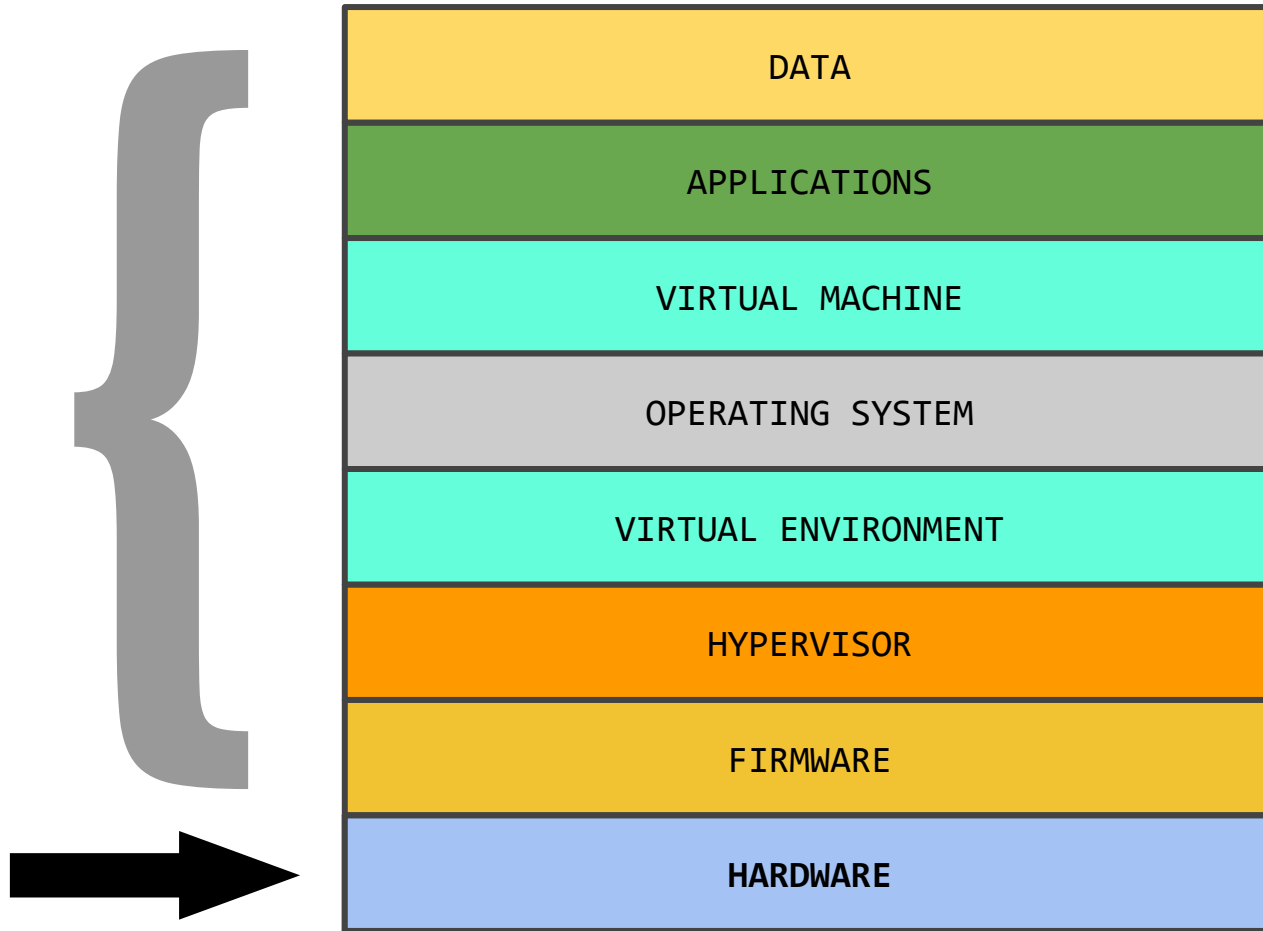 DATA
APPLICATIONS
VIRTUAL MACHINE
OPERATING SYSTEM
VIRTUAL ENVIRONMENT
HYPERVISOR
FIRMWARE
HARDWARE